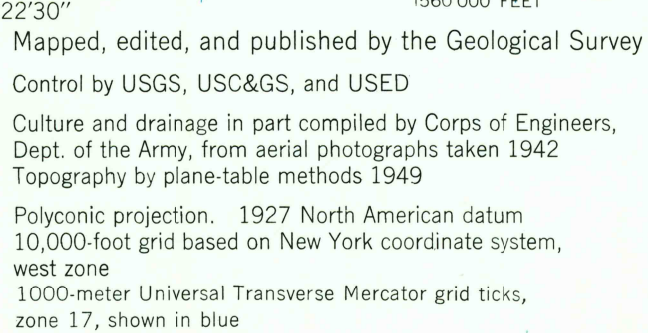 22'30"
1560 000 FEET
Mapped, edited, and published by the Geological Survey
Control by USGS, USC&GS, and USED
Culture and drainage in part compiled by Corps of Engineers,
Dept. of the Army, from aerial photographs taken 1942
Topography by plane-table methods 1949
Polyconic projection. 1927 North American datum
10,000-foot grid based on New York coordinate system,
west zone
1000-meter Universal Transverse Mercator grid ticks,
zone 17, shown in blue